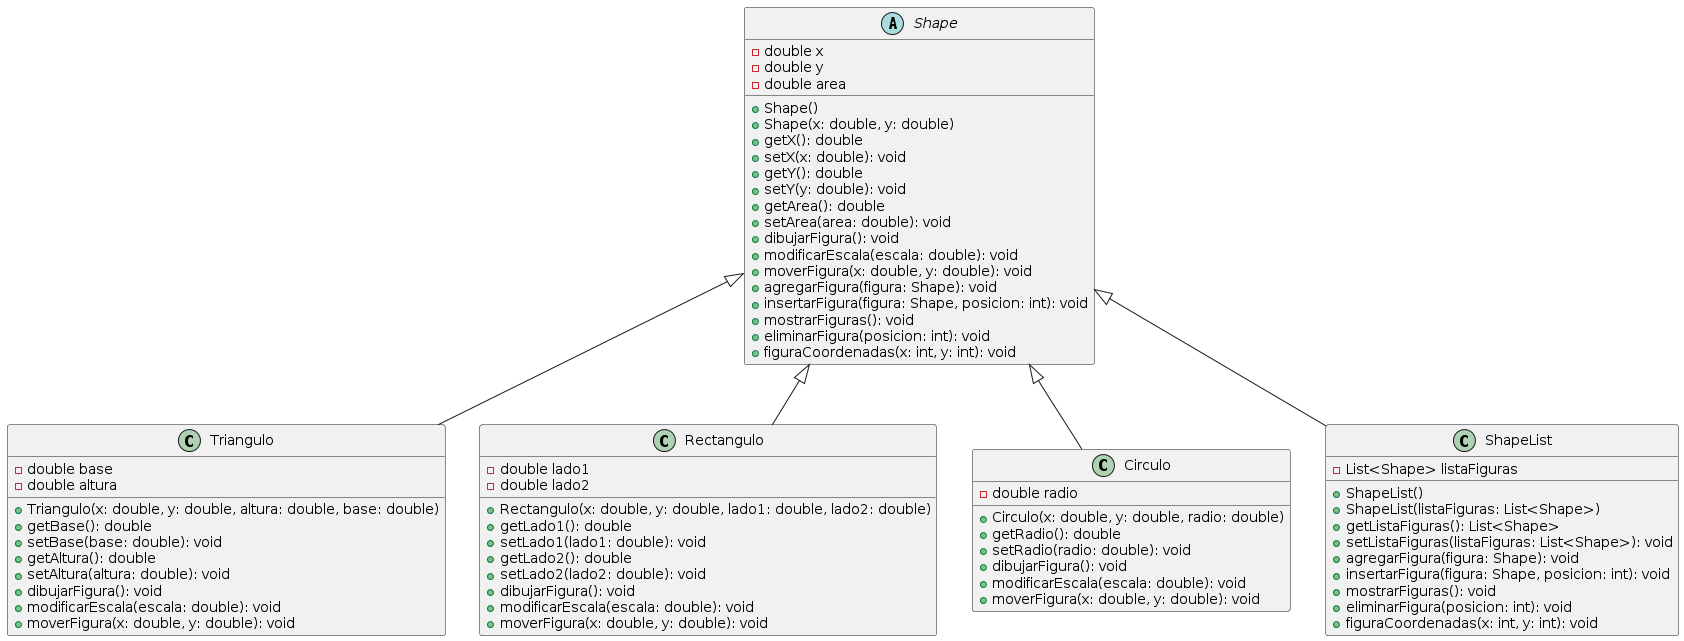 A Shape
double x
double y
double area
Shape()
Shape(x: double, y: double)
getX(): double
setX(x: double): void
getY(): double
setY(y: double): void
getArea(): double
setArea(area: double): void
dibujarFigura(): void
modificarEscala(escala: double): void
moverFigura(x: double, y: double): void
agregarFigura(figura: Shape): void
insertarFigura(figura: Shape, posicion: int): void
mostrarFiguras(): void
eliminarFigura(posicion: int): void
figuraCoordenadas(x: int, y: int): void
C Triangulo
double base
double altura
Triangulo(x: double, y: double, altura: double, base: double)
getBase(): double
setBase(base: double): void
getAltura(): double
setAltura(altura: double): void
dibujarFigura(): void
modificarEscala(escala: double): void
moverFigura(x: double, y: double): void
C Rectangulo
double lado1
double lado2
Rectangulo(x: double, y: double, lado1: double, lado2: double)
getLado1(): double
setLado1(lado1: double): void
getLado2(): double
setLado2(lado2: double): void
dibujarFigura(): void
modificarEscala(escala: double): void
moverFigura(x: double, y: double): void
C Circulo
double radio
Circulo(x: double, y: double, radio: double)
getRadio(): double
setRadio(radio: double): void
dibujarFigura(): void
modificarEscala(escala: double): void
moverFigura(x: double, y: double): void
C ShapeList
List<Shape> listaFiguras
ShapeList()
ShapeList(listaFiguras: List<Shape>)
getListaFiguras(): List<Shape>
setListaFiguras(listaFiguras: List<Shape>): void
agregarFigura(figura: Shape): void
insertarFigura(figura: Shape, posicion: int): void
mostrarFiguras(): void
eliminarFigura(posicion: int): void
figuraCoordenadas(x: int, y: int): void